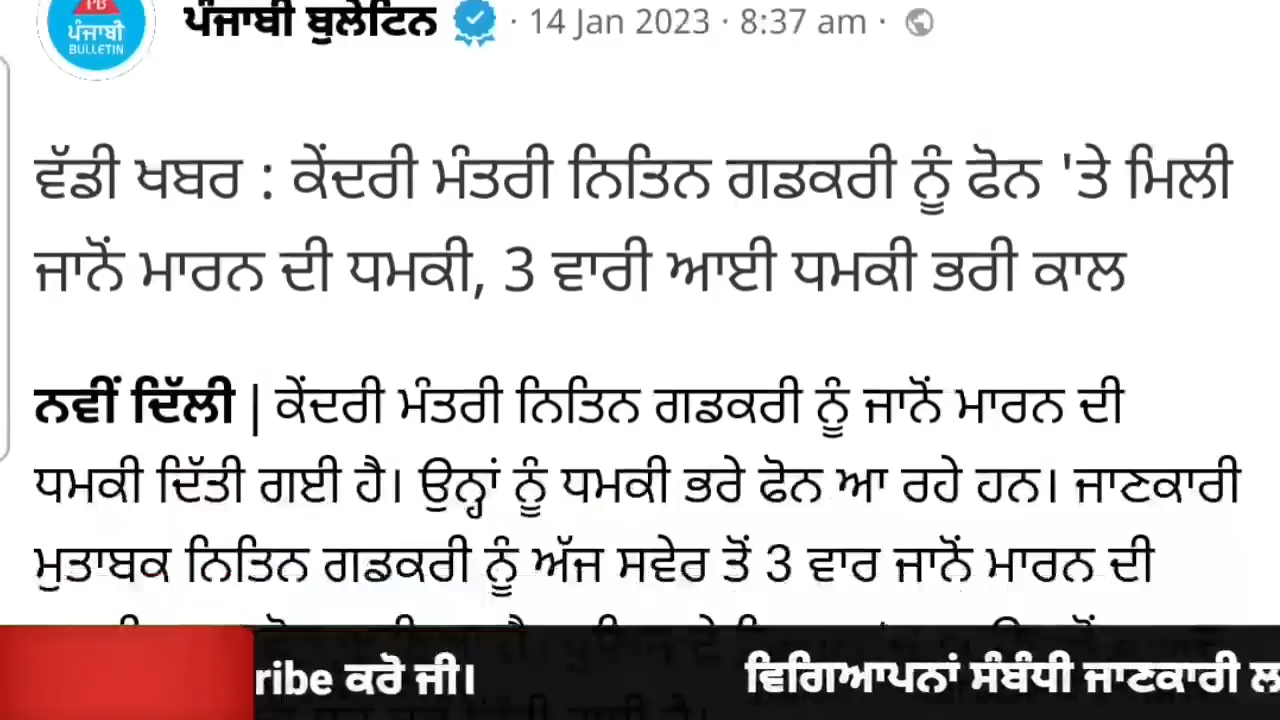 PB
ਪੰਜਾਬੀ
BULLETIN
ਪੰਜਾਬੀ ਬੁਲੇਟਿਨ · 14 Jan 2023 · 8:37 am ·
ਵੱਡੀ ਖਬਰ : ਕੇਂਦਰੀ ਮੰਤਰੀ ਨਿਤਿਨ ਗਡਕਰੀ ਨੂੰ ਫੋਨ 'ਤੇ ਮਿਲੀ
ਜਾਨੋਂ ਮਾਰਨ ਦੀ ਧਮਕੀ, 3 ਵਾਰੀ ਆਈ ਧਮਕੀ ਭਰੀ ਕਾਲ
ਨਵੀਂ ਦਿੱਲੀ | ਕੇਂਦਰੀ ਮੰਤਰੀ ਨਿਤਿਨ ਗਡਕਰੀ ਨੂੰ ਜਾਨੋਂ ਮਾਰਨ ਦੀ
ਧਮਕੀ ਦਿੱਤੀ ਗਈ ਹੈ। ਉਨ੍ਹਾਂ ਨੂੰ ਧਮਕੀ ਭਰੇ ਫੋਨ ਆ ਰਹੇ ਹਨ। ਜਾਣਕਾਰੀ
ਮੁਤਾਬਕ ਨਿਤਿਨ ਗਡਕਰੀ ਨੂੰ ਅੱਜ ਸਵੇਰ ਤੋਂ 3 ਵਾਰ ਜਾਨੋਂ ਮਾਰਨ ਦੀ
ribe ਕਰੋ ਜੀ। ਵਿਗਿਆਪਨਾਂ ਸੰਬੰਧੀ ਜਾਣਕਾਰੀ ਲ